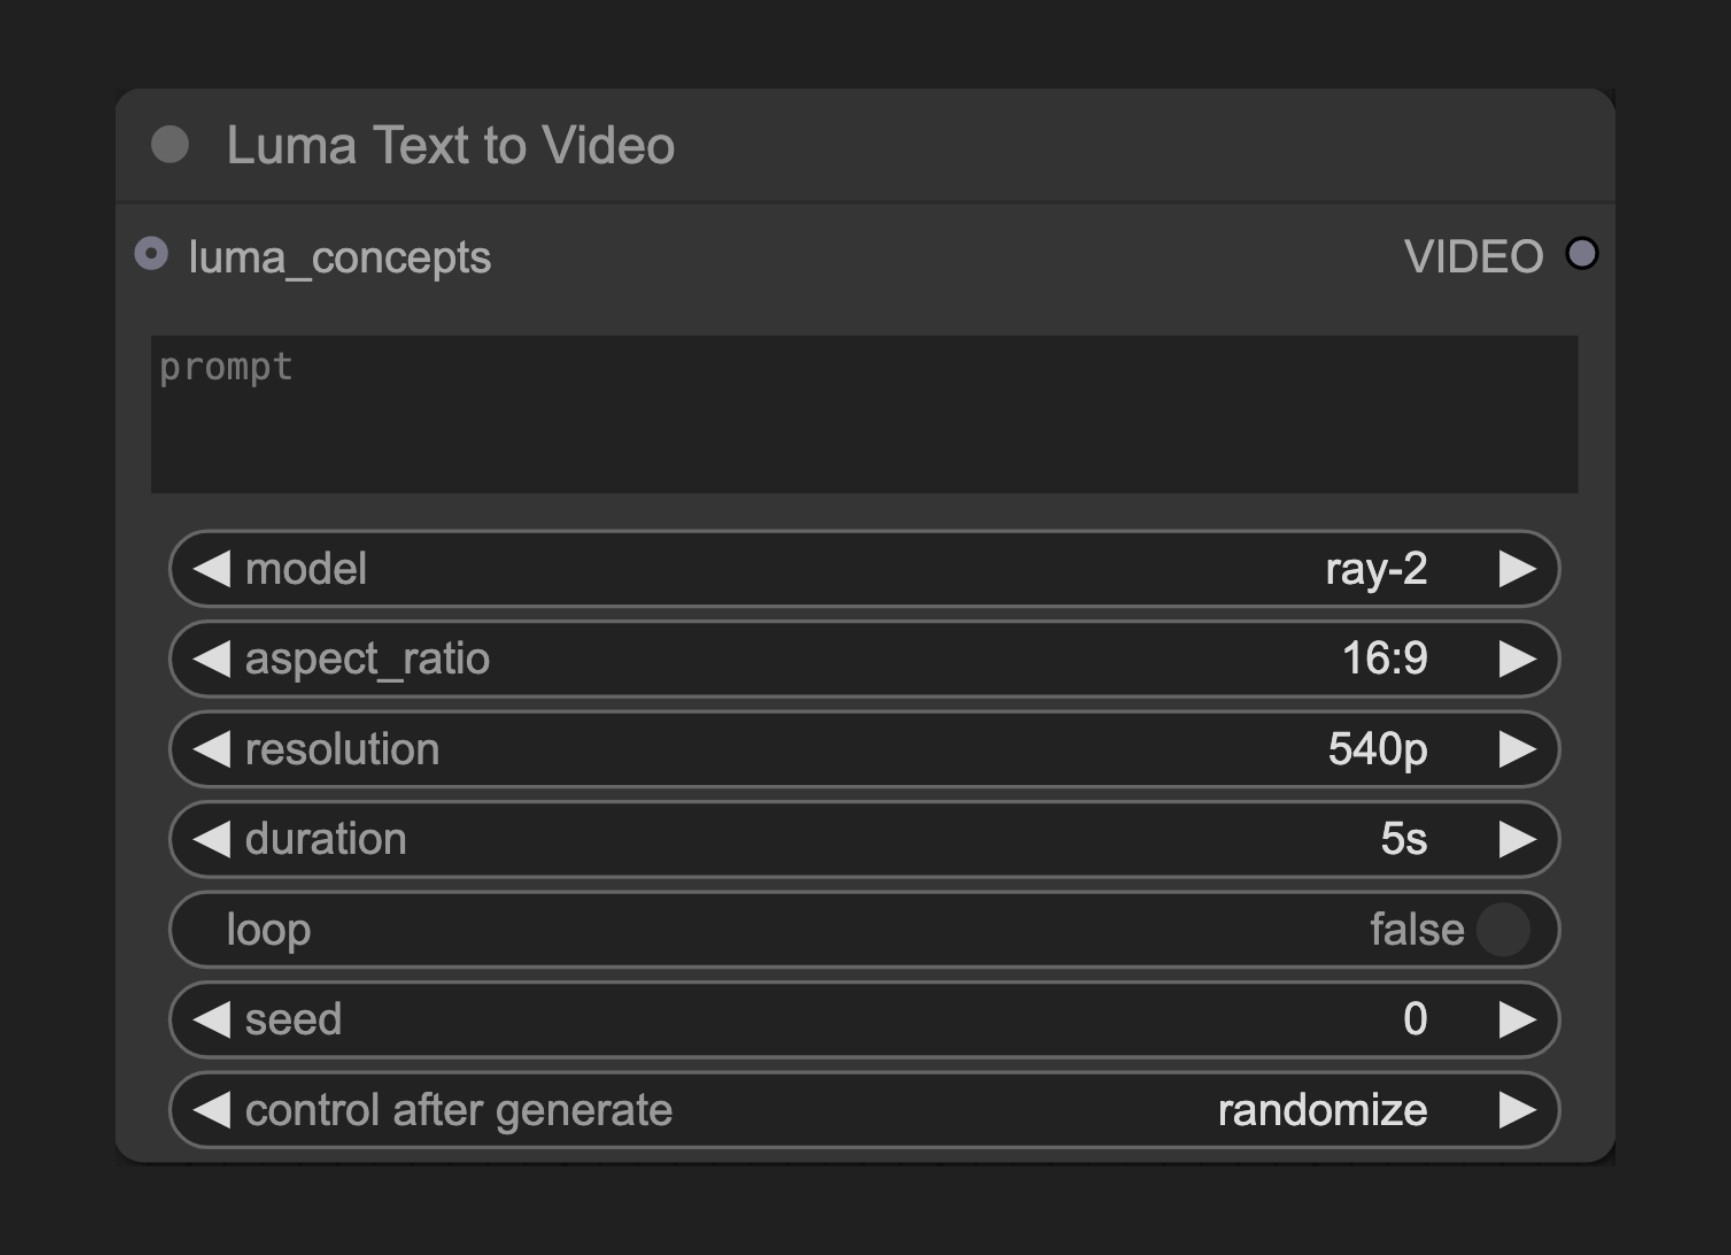 Luma Text to Video
luma_concepts VIDEO
prompt
model ray-2
aspect_ratio 16:9
resolution 540p
duration 5s
loop false
seed 0
control after generate randomize